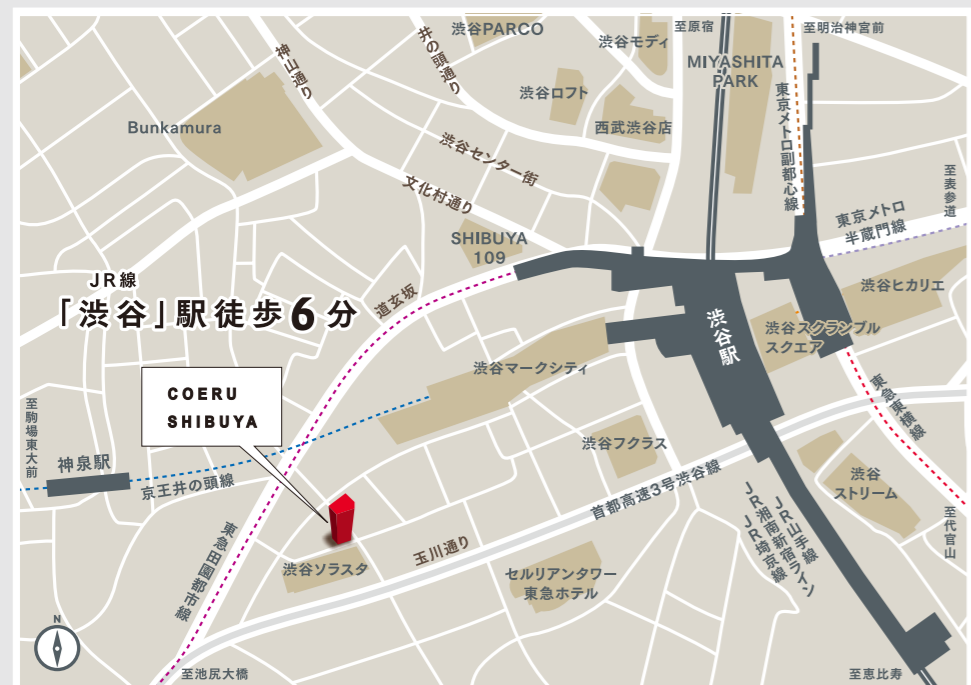 渋谷PARCO
至原宿
至明治神宮前
渋谷モディ
井の頭通り
神山通り
MIYASHITA
PARK
渋谷ロフト
東京メトロ副都心線
Bunkamura
西武渋谷店
渋谷センター街
文化村通り
至表参道
東京メトロ
半蔵門線
SHIBUYA
109
JR線
「渋谷」駅徒歩6分
道玄坂
渋谷ヒカリエ
渋谷駅
渋谷スクランブル
スクエア
渋谷マークシティ
COERU
SHIBUYA
東急東横線
至駒場東大前
神泉駅
京王井の頭線
渋谷フクラス
首都高速3号渋谷線
渋谷
ストリーム
JR山手線
JR湘南新宿ライン
JR埼京線
至代官山
東急田園都市線
玉川通り
渋谷ソラスタ
セルリアンタワー
東急ホテル
N
至池尻大橋
至恵比寿